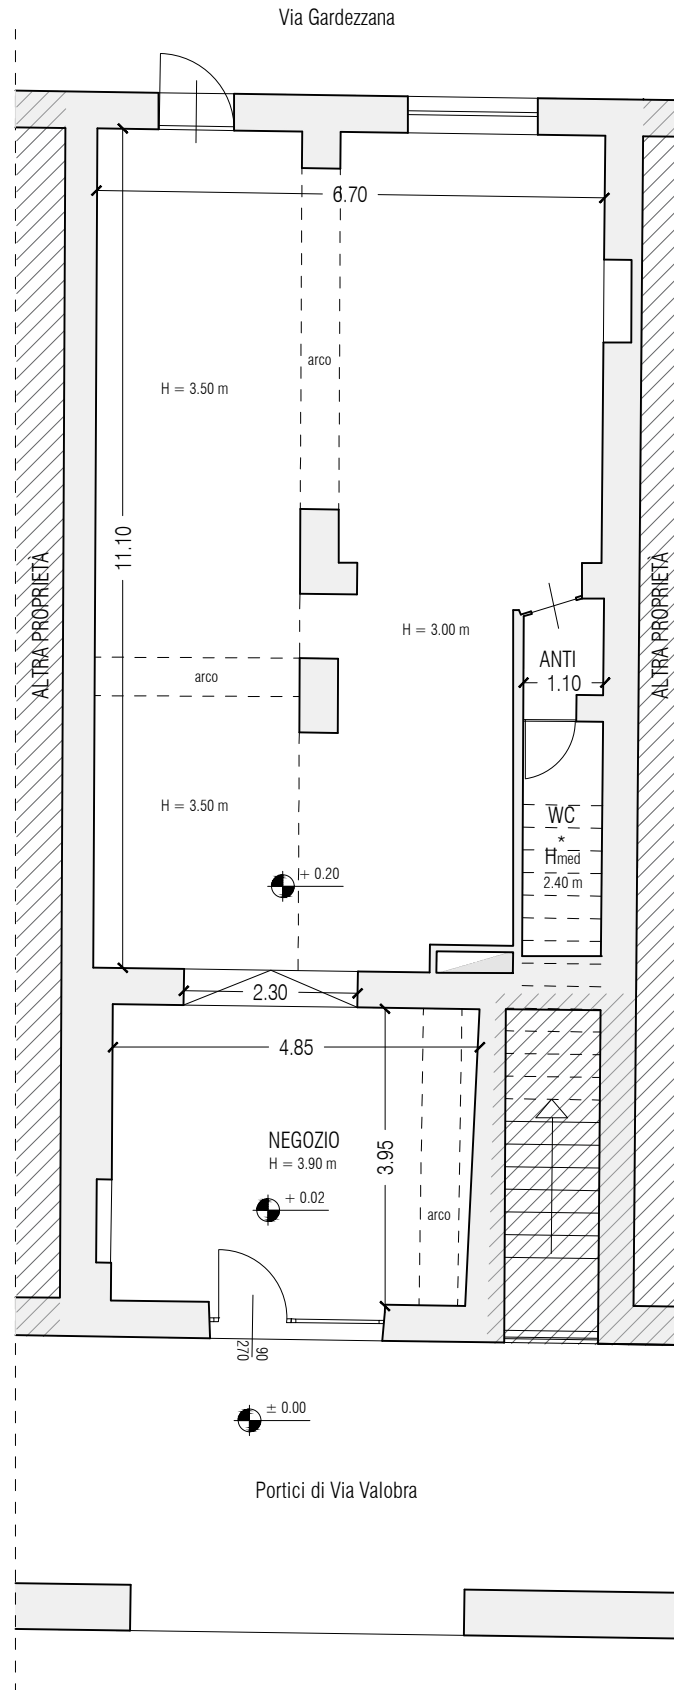 Via Gardezzana
6.70
arco
H = 3.50 m
11.10
ALTRA PROPRIETÀ
ALTRA PROPRIETÀ
H = 3.00 m
ANTI
1.10
arco
H = 3.50 m
WC
*
Hmed
2.40 m
+ 0.20
2.30
4.85
NEGOZIO
H = 3.90 m
3.95
+ 0.02
arco
90
270
± 0.00
Portici di Via Valobra